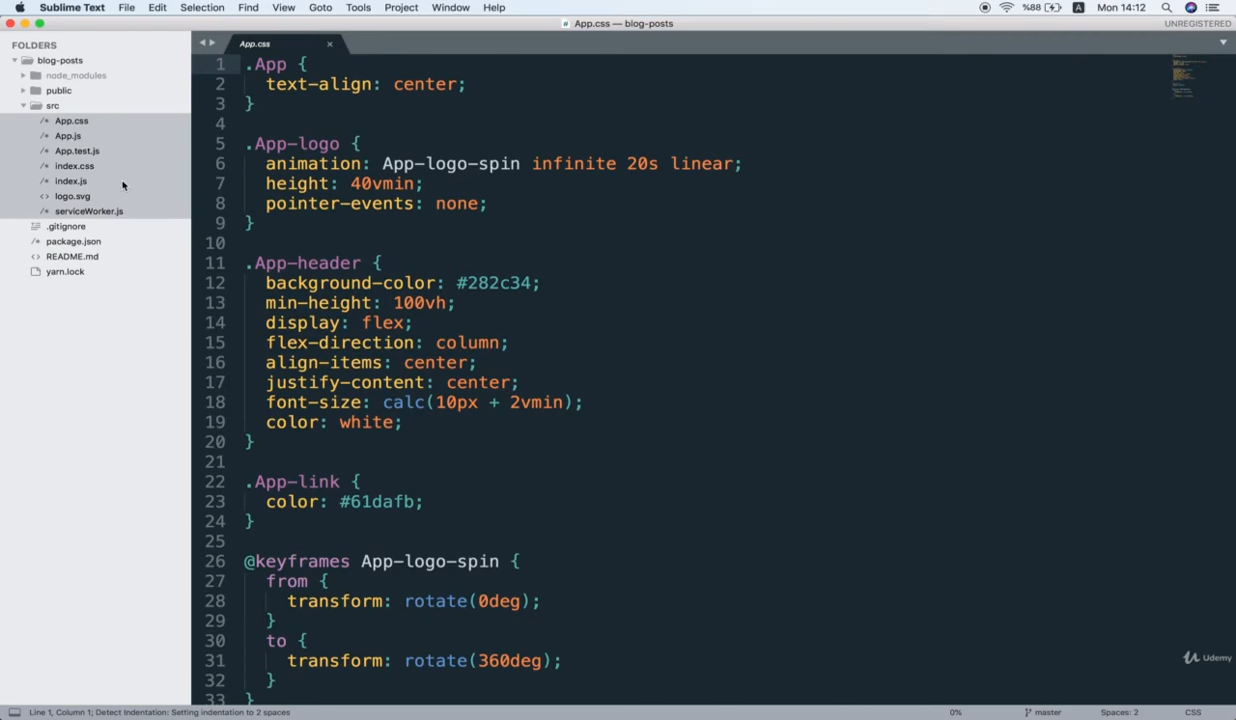 Sublime Text File Edit Selection Find View Goto Tools Project Window Help %88 A Mon 14:12
App.css — blog-posts UNREGISTERED
FOLDERS
blog-posts
node_modules
public
src
App.css
App.js
App.test.js
index.css
index.js
logo.svg
serviceWorker.js
.gitignore
package.json
README.md
yarn.lock
App.css ×
1 .App {
2 text-align: center;
3 }
4
5 .App-logo {
6 animation: App-logo-spin infinite 20s linear;
7 height: 40vmin;
8 pointer-events: none;
9 }
10
11 .App-header {
12 background-color: #282c34;
13 min-height: 100vh;
14 display: flex;
15 flex-direction: column;
16 align-items: center;
17 justify-content: center;
18 font-size: calc(10px + 2vmin);
19 color: white;
20 }
21
22 .App-link {
23 color: #61dafb;
24 }
25
26 @keyframes App-logo-spin {
27 from {
28 transform: rotate(0deg);
29 }
30 to {
31 transform: rotate(360deg);
32 }
33 }
Udemy
Line 1, Column 1; Detect Indentation: Setting indentation to 2 spaces 0% master Spaces: 2 CSS